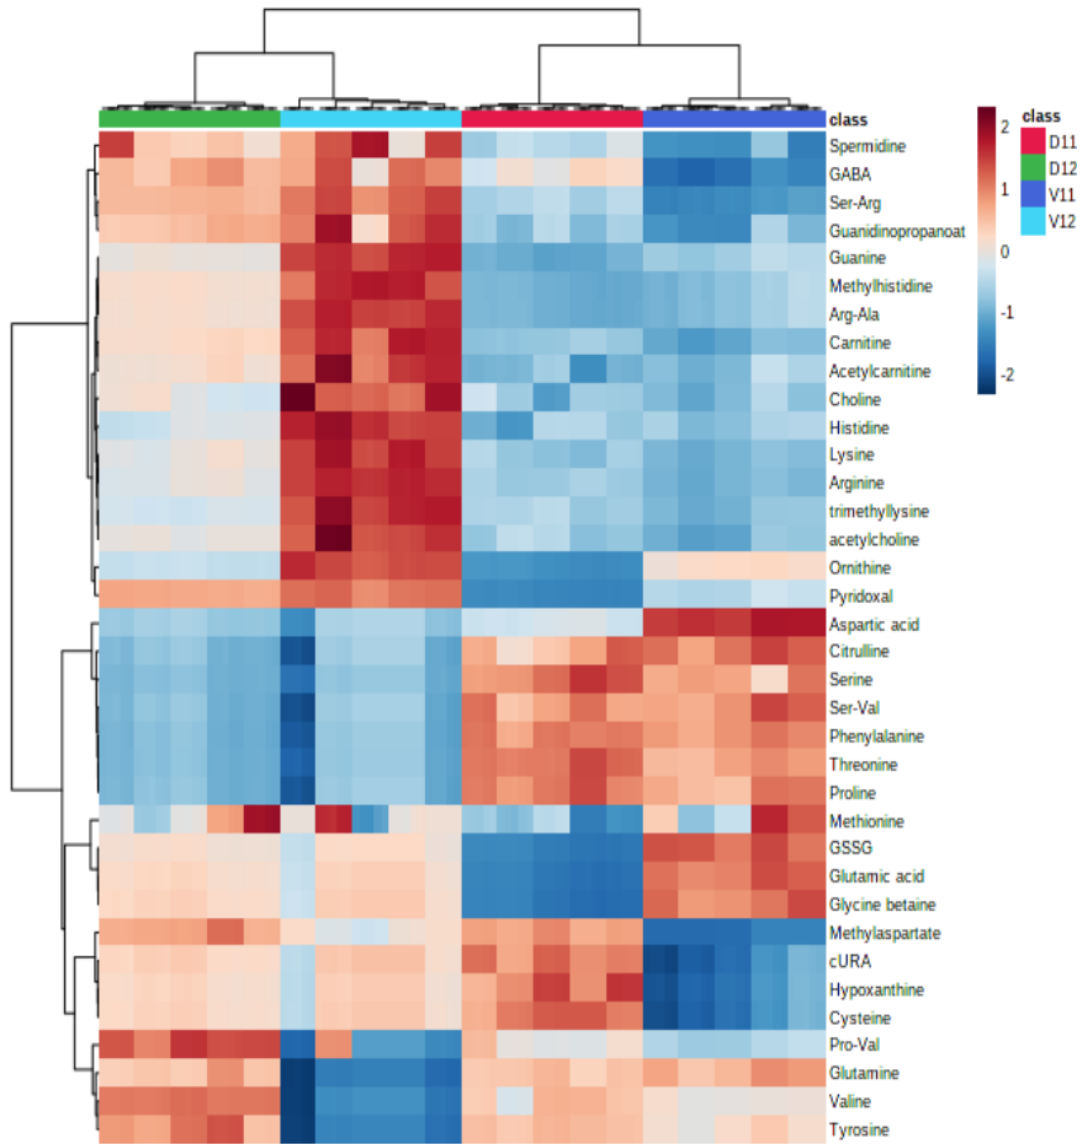 class
Spermidine
GABA
Ser-Arg
Guanidinopropanoat
Guanine
Methylhistidine
Arg-Ala
Carnitine
Acetylcarnitine
Choline
Histidine
Lysine
Arginine
trimethyllysine
acetylcholine
Ornithine
Pyridoxal
Aspartic acid
Citrulline
Serine
Ser-Val
Phenylalanine
Threonine
Proline
Methionine
GSSG
Glutamic acid
Glycine betaine
Methylaspartate
cURA
Hypoxanthine
Cysteine
Pro-Val
Glutamine
Valine
Tyrosine
2
1
0
-1
-2
class
D11
D12
V11
V12